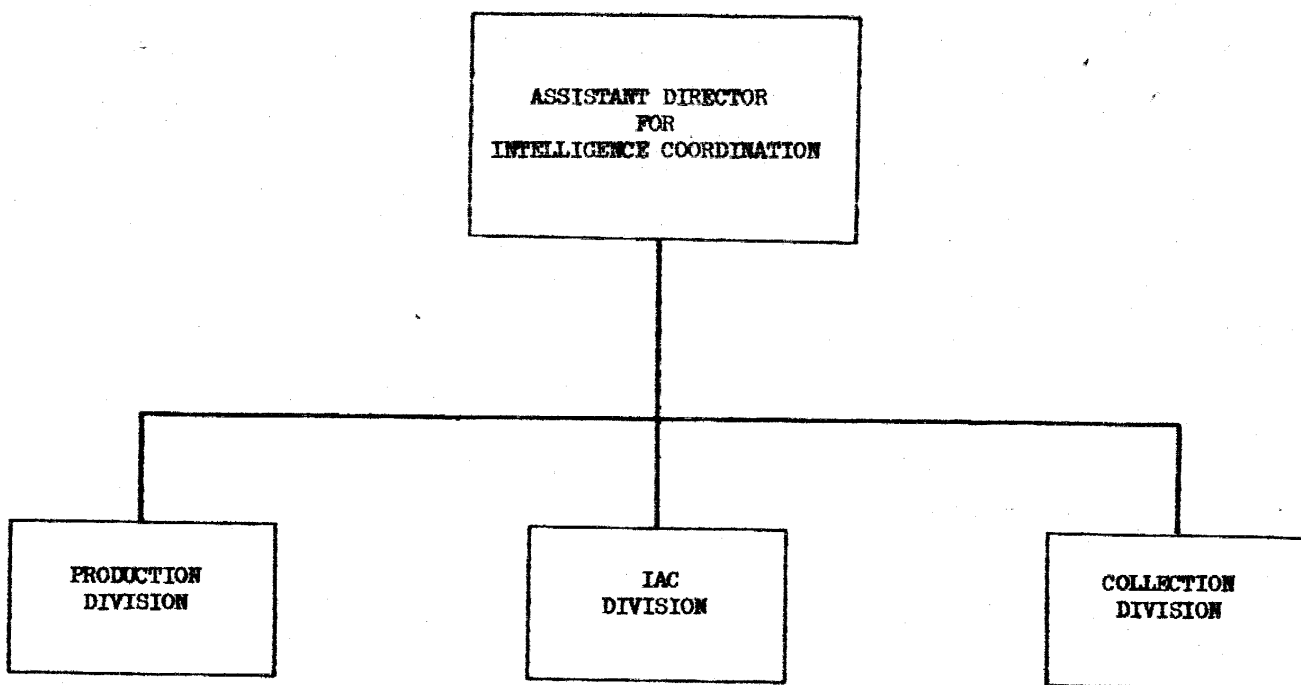 ASSISTANT DIRECTOR
FOR
INTELLIGENCE COORDINATION
PRODUCTION
DIVISION
IAC
DIVISION
COLLECTION
DIVISION